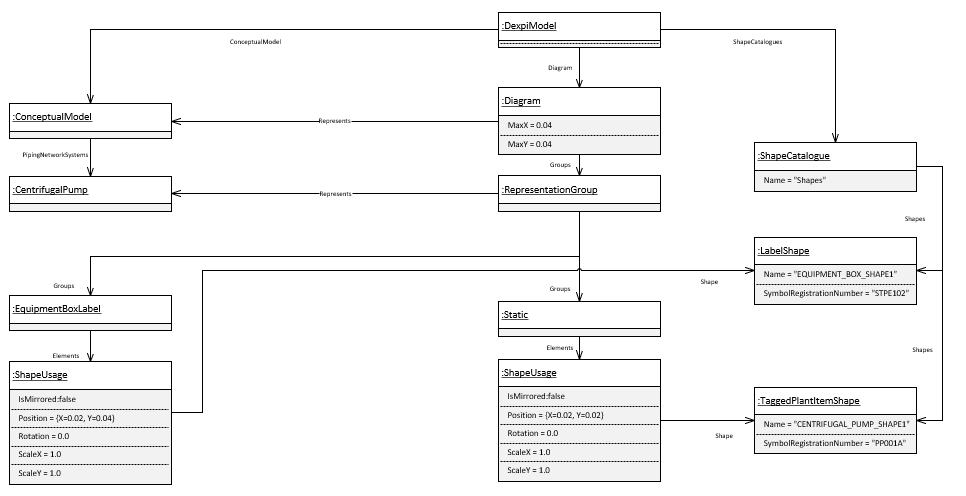 :DexpiModel
ConceptualModel
ShapeCatalogues
Diagram
:Diagram
MaxX = 0.04
MaxY = 0.04
:ConceptualModel
Represents
PipingNetworkSystems
Groups
:ShapeCatalogue
Name = "Shapes"
:CentrifugalPump
Represents
:RepresentationGroup
Shapes
:LabelShape
Name = "EQUIPMENT_BOX_SHAPE1"
SymbolRegistrationNumber = "STPE102"
Shape
Groups
Groups
:EquipmentBoxLabel
:Static
Elements
Elements
Shapes
:ShapeUsage
IsMirrored:false
Position = {X=0.02, Y=0.04}
Rotation = 0.0
ScaleX = 1.0
ScaleY = 1.0
:ShapeUsage
IsMirrored:false
Position = {X=0.02, Y=0.02}
Rotation = 0.0
ScaleX = 1.0
ScaleY = 1.0
Shape
:TaggedPlantItemShape
Name = "CENTRIFUGAL_PUMP_SHAPE1"
SymbolRegistrationNumber = "PP001A"